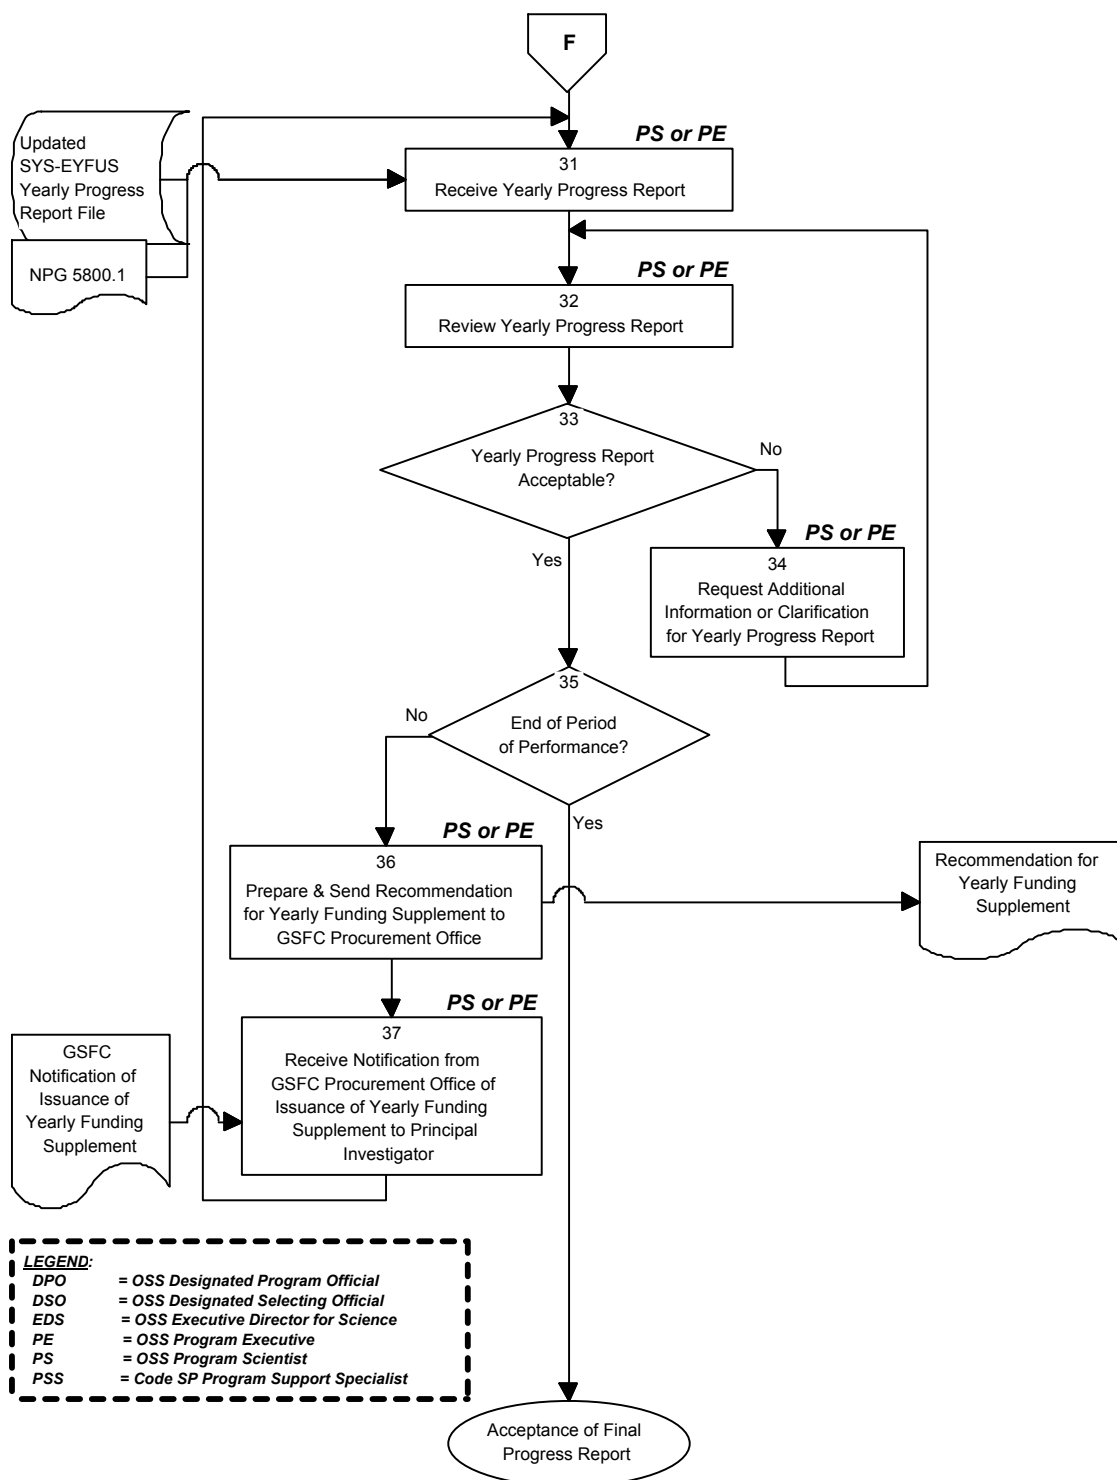 F
Updated
SYS-EYFUS
Yearly Progress
Report File
NPG 5800.1
PS or PE
31
Receive Yearly Progress Report
PS or PE
32
Review Yearly Progress Report
33
Yearly Progress Report
Acceptable?
No
Yes
PS or PE
34
Request Additional
Information or Clarification
for Yearly Progress Report
35
End of Period
of Performance?
No
Yes
PS or PE
36
Prepare & Send Recommendation
for Yearly Funding Supplement to
GSFC Procurement Office
Recommendation for
Yearly Funding
Supplement
PS or PE
37
Receive Notification from
GSFC Procurement Office of
Issuance of Yearly Funding
Supplement to Principal
Investigator
GSFC
Notification of
Issuance of
Yearly Funding
Supplement
LEGEND:
DPO = OSS Designated Program Official
DSO = OSS Designated Selecting Official
EDS = OSS Executive Director for Science
PE = OSS Program Executive
PS = OSS Program Scientist
PSS = Code SP Program Support Specialist
Acceptance of Final
Progress Report